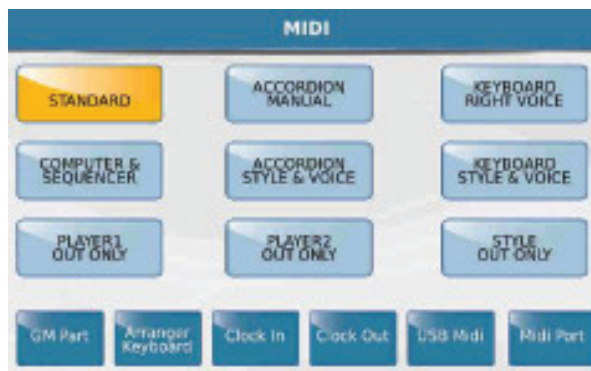 MIDI
STANDARD
ACCORDION
MANUAL
KEYBOARD
RIGHT VOICE
COMPUTER &
SEQUENCER
ACCORDION
STYLE & VOICE
KEYBOARD
STYLE & VOICE
PLAYER1
OUT ONLY
PLAYER2
OUT ONLY
STYLE
OUT ONLY
GM Part
Arranger
Keyboard
Clock In
Clock Out
USB Midi
Midi Port